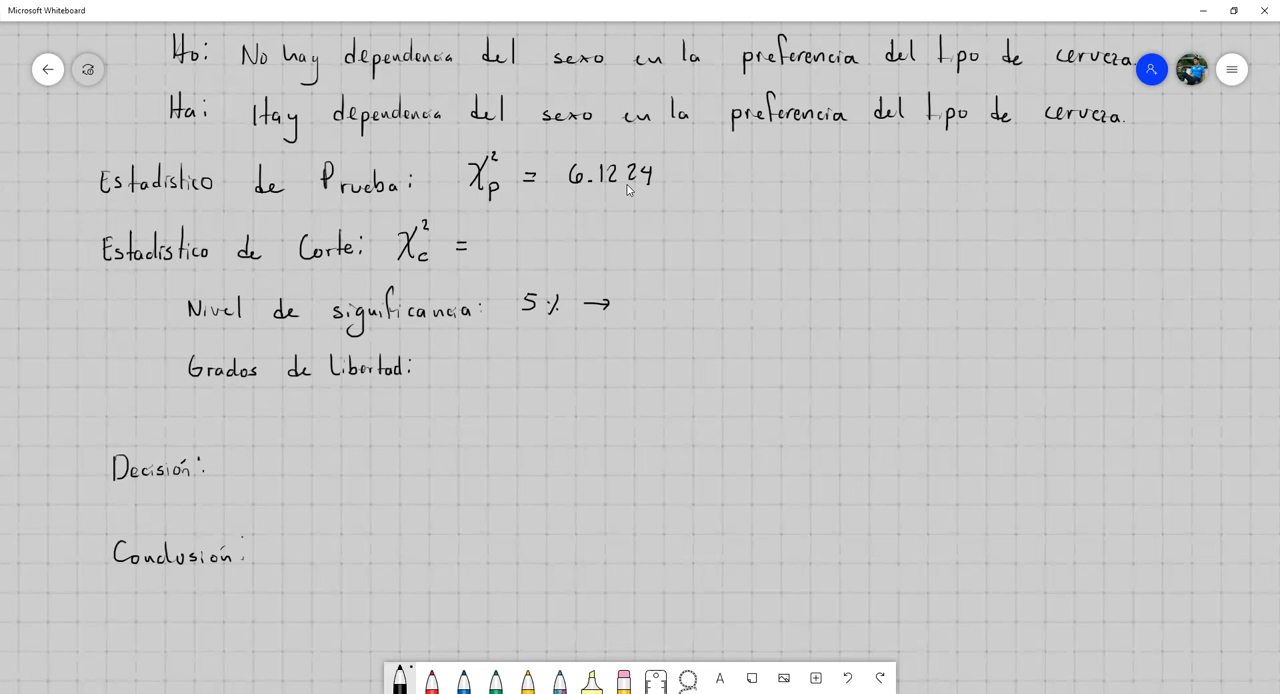 Microsoft Whiteboard
Ho: No hay dependencia del sexo en la preferencia del tipo de cerveza.
Ha: Hay dependencia del sexo en la preferencia del tipo de cerveza.
Estadístico de Prueba: χ²p = 6.1224
Estadístico de Corte: χ²c =
Nivel de significancia: 5% →
Grados de Libertad:
Decisión:
Conclusión:
A